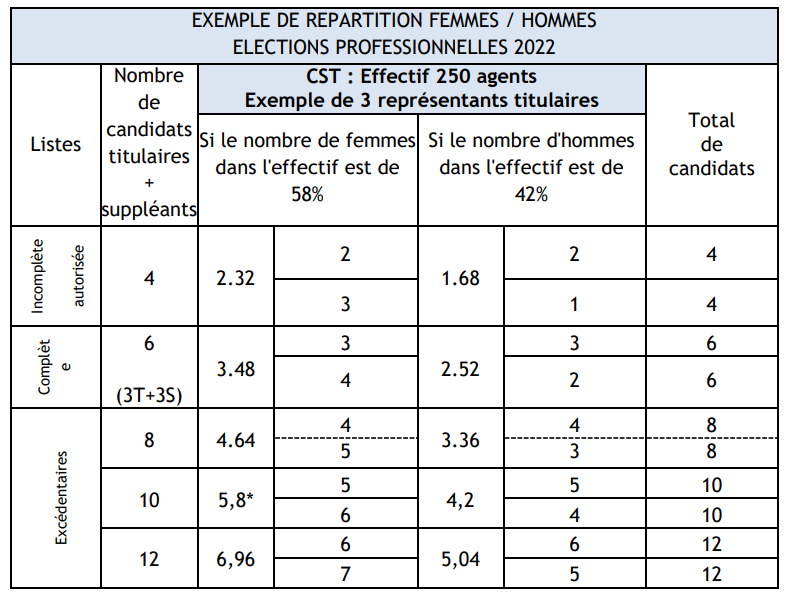 EXEMPLE DE REPARTITION FEMMES / HOMMES
ELECTIONS PROFESSIONNELLES 2022
Listes
Nombre
de
candidats
titulaires
+
suppléants
CST : Effectif 250 agents
Exemple de 3 représentants titulaires
Si le nombre de femmes
dans l'effectif est de
58%
Si le nombre d'hommes
dans l'effectif est de
42%
Total
de
candidats
Incomplète
autorisée
4
2.32
2
1.68
2
4
3
1
4
Complèt
e
6
(3T+3S)
3.48
3
2.52
3
6
4
2
6
Excédentaires
8
4.64
4
3.36
4
8
5
3
8
10
5,8*
5
4,2
5
10
6
4
10
12
6,96
6
5,04
6
12
7
5
12